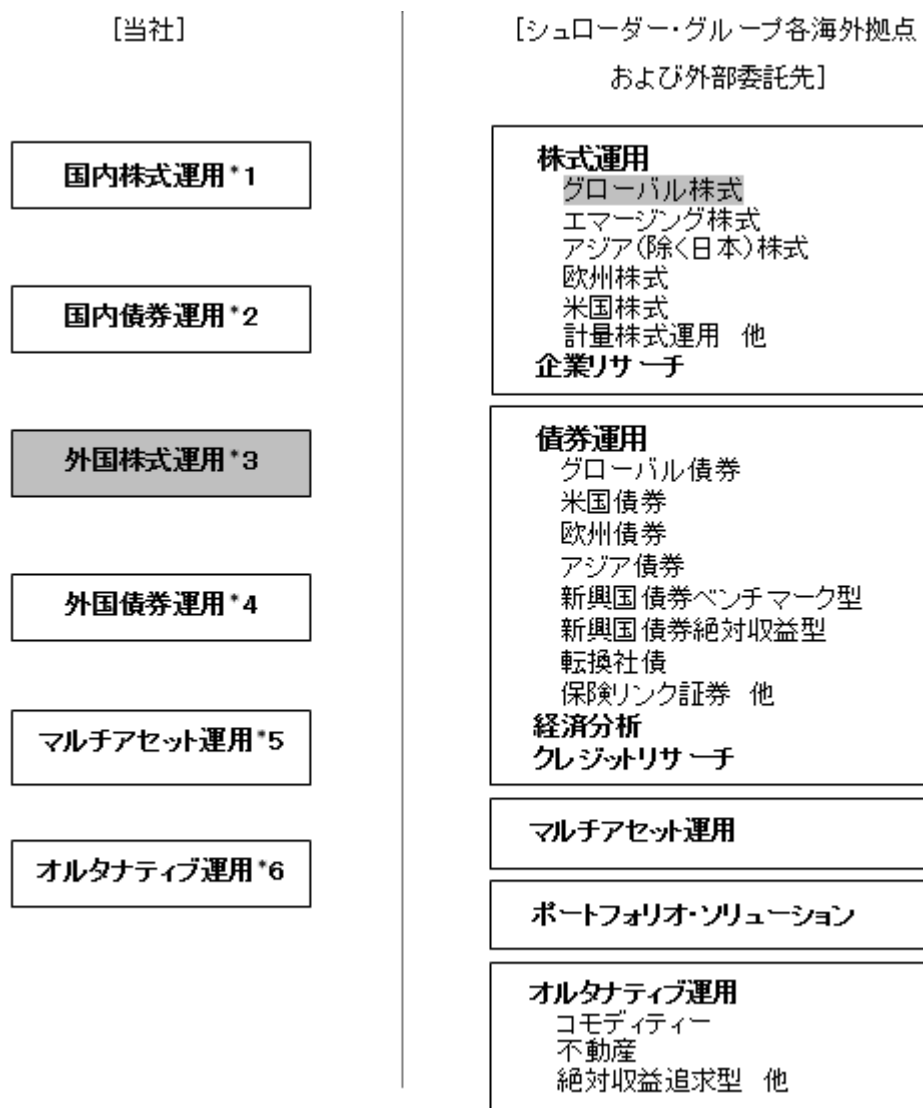 [当社]
国内株式運用*1
国内債券運用*2
外国株式運用*3
外国債券運用*4
マルチアセット運用*5
オルタナティブ運用*6
[シュローダー・グループ各海外拠点
および外部委託先]
株式運用
グローバル株式
エマージング株式
アジア(除く日本)株式
欧州株式
米国株式
計量株式運用 他
企業リサーチ
債券運用
グローバル債券
米国債券
欧州債券
アジア債券
新興国債券ベンチマーク型
新興国債券絶対収益型
転換社債
保険リンク証券 他
経済分析
クレジットリサーチ
マルチアセット運用
ポートフォリオ・ソリューション
オルタナティブ運用
コモディティー
不動産
絶対収益追求型 他